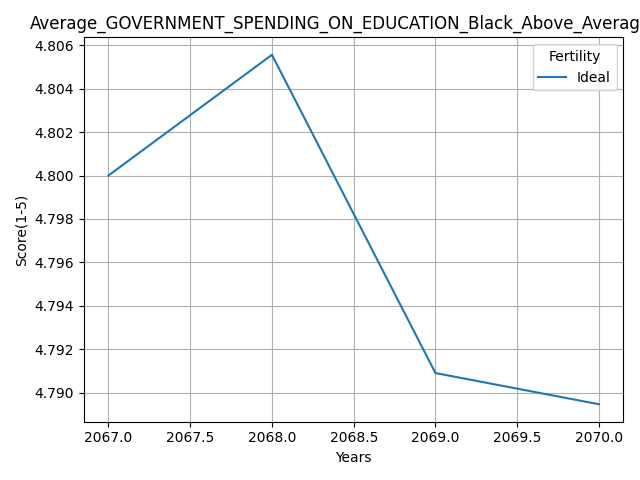 Average_GOVERNMENT_SPENDING_ON_EDUCATION_Black_Above_Averag
4.806
4.804
4.802
4.800
4.798
4.796
4.794
4.792
4.790
Score(1-5)
Fertility
Ideal
2067.0 2067.5 2068.0 2068.5 2069.0 2069.5 2070.0
Years